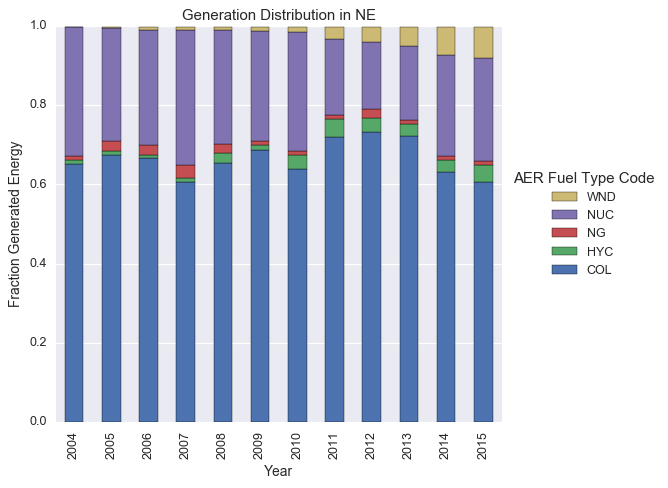 Generation Distribution in NE
Fraction Generated Energy
1.0
0.8
0.6
0.4
0.2
0.0
2004
2005
2006
2007
2008
2009
2010
2011
2012
2013
2014
2015
Year
AER Fuel Type Code
WND
NUC
NG
HYC
COL